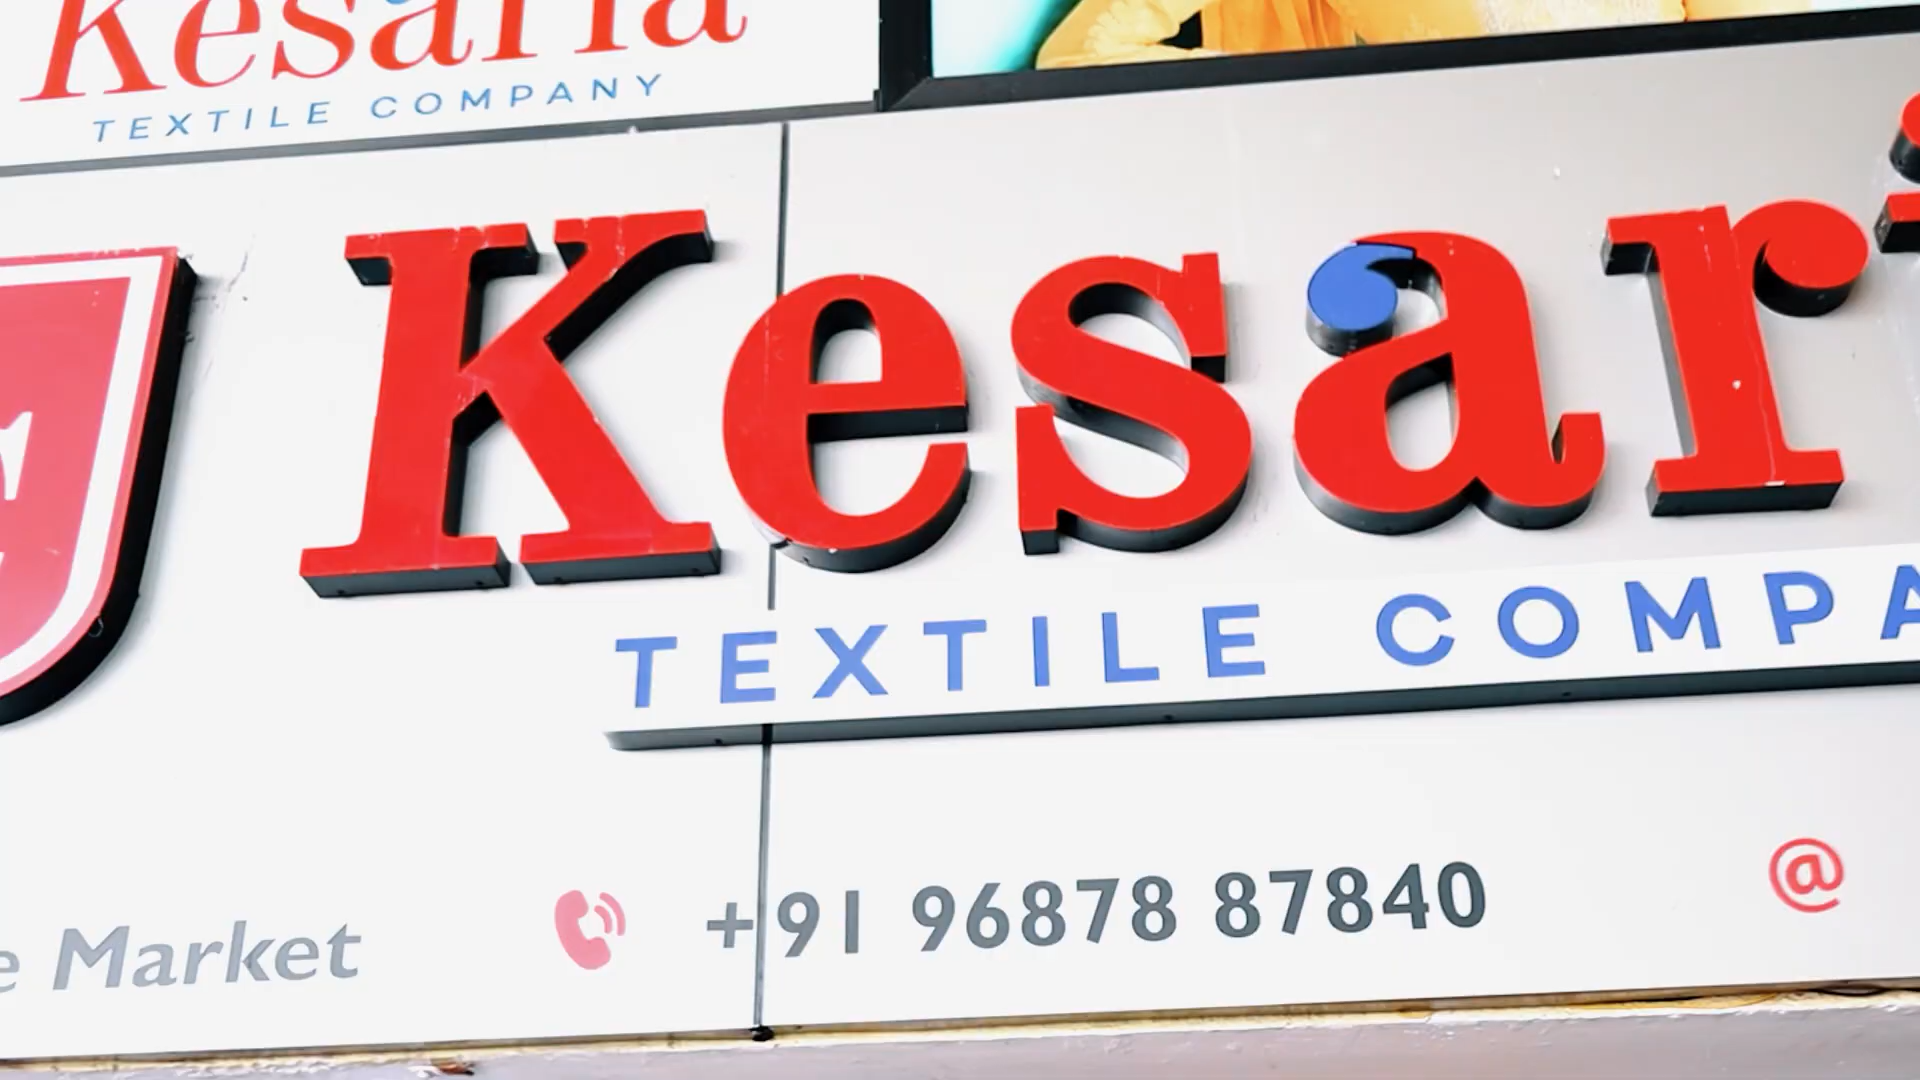 Kesaria
TEXTILE COMPANY
Kesari
TEXTILE COMPA
e Market +91 96878 87840 @